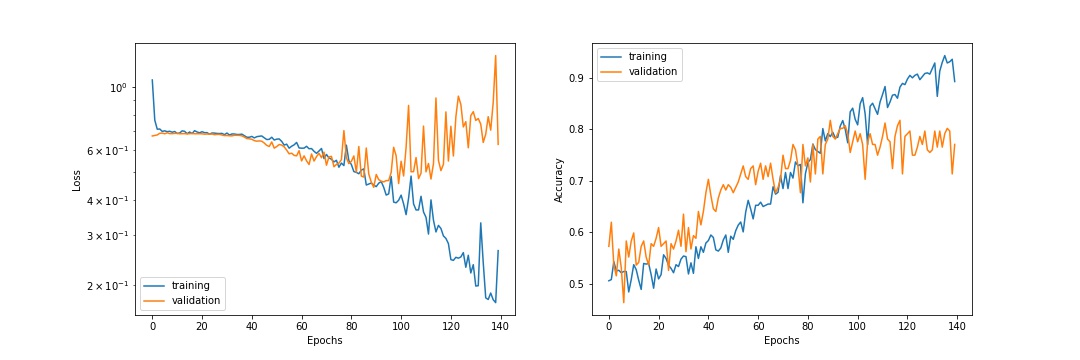 10⁰
6 × 10⁻¹
4 × 10⁻¹
3 × 10⁻¹
2 × 10⁻¹
Loss
training
validation
0 20 40 60 80 100 120 140
Epochs
training
validation
0.9
0.8
0.7
0.6
0.5
Accuracy
0 20 40 60 80 100 120 140
Epochs